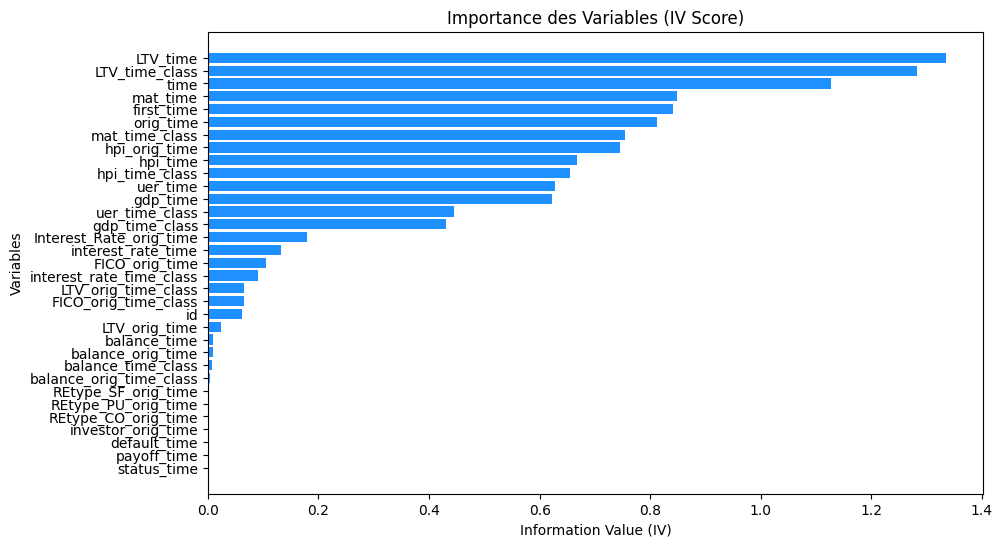 Importance des Variables (IV Score)
Variables
LTV_time
LTV_time_class
time
mat_time
first_time
orig_time
mat_time_class
hpi_orig_time
hpi_time
hpi_time_class
uer_time
gdp_time
uer_time_class
gdp_time_class
Interest_Rate_orig_time
interest_rate_time
FICO_orig_time
interest_rate_time_class
LTV_orig_time_class
FICO_orig_time_class
id
LTV_orig_time
balance_time
balance_orig_time
balance_time_class
balance_orig_time_class
REtype_SF_orig_time
REtype_PU_orig_time
REtype_CO_orig_time
investor_orig_time
default_time
payoff_time
status_time
0.0 0.2 0.4 0.6 0.8 1.0 1.2 1.4
Information Value (IV)